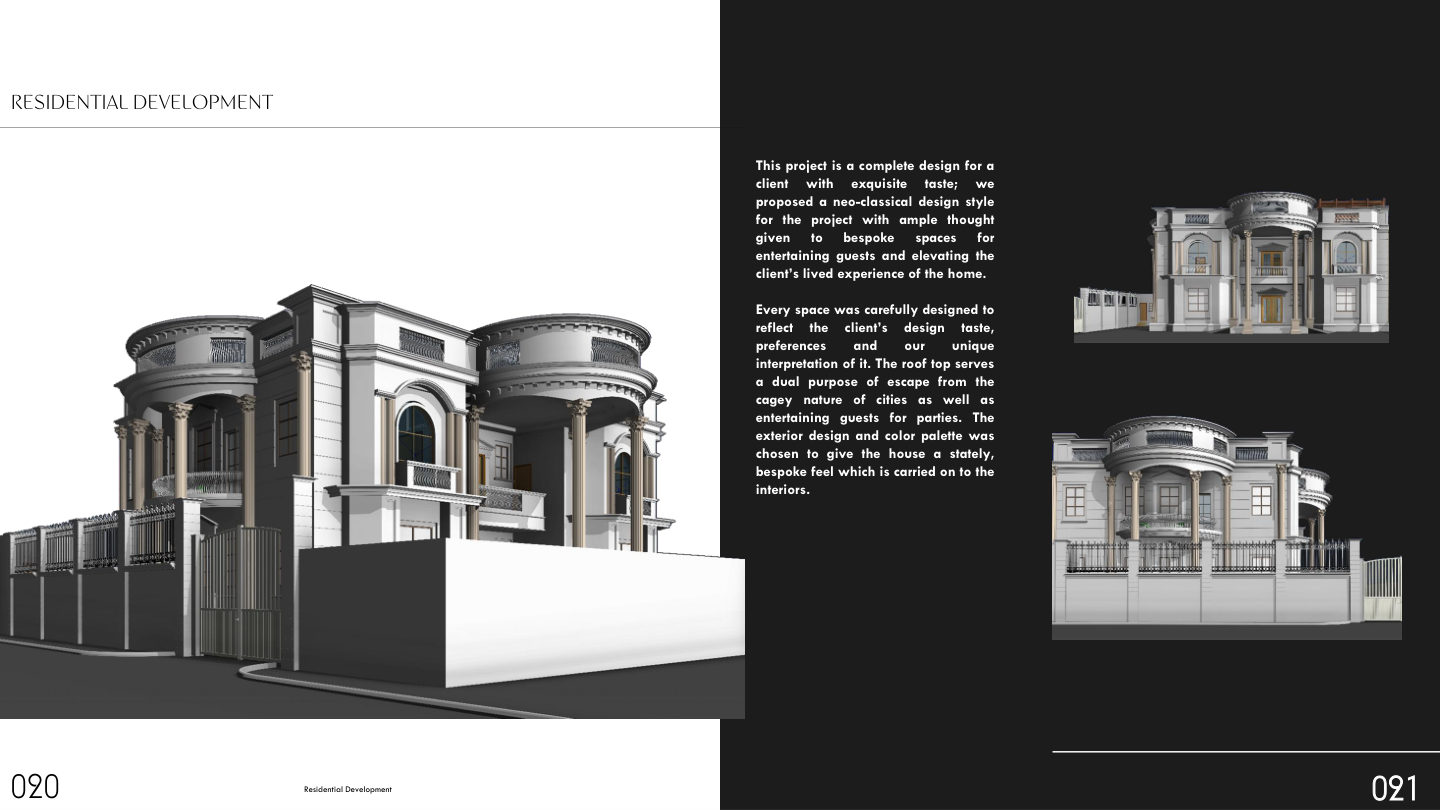 RESIDENTIAL DEVELOPMENT
This project is a complete design for a
client with exquisite taste; we
proposed a neo-classical design style
for the project with ample thought
given to bespoke spaces for
entertaining guests and elevating the
client's lived experience of the home.
Every space was carefully designed to
reflect the client's design taste,
preferences and our unique
interpretation of it. The roof top serves
a dual purpose of escape from the
cagey nature of cities as well as
entertaining guests for parties. The
exterior design and color palette was
chosen to give the house a stately,
bespoke feel which is carried on to the
interiors.
020
Residential Development
021